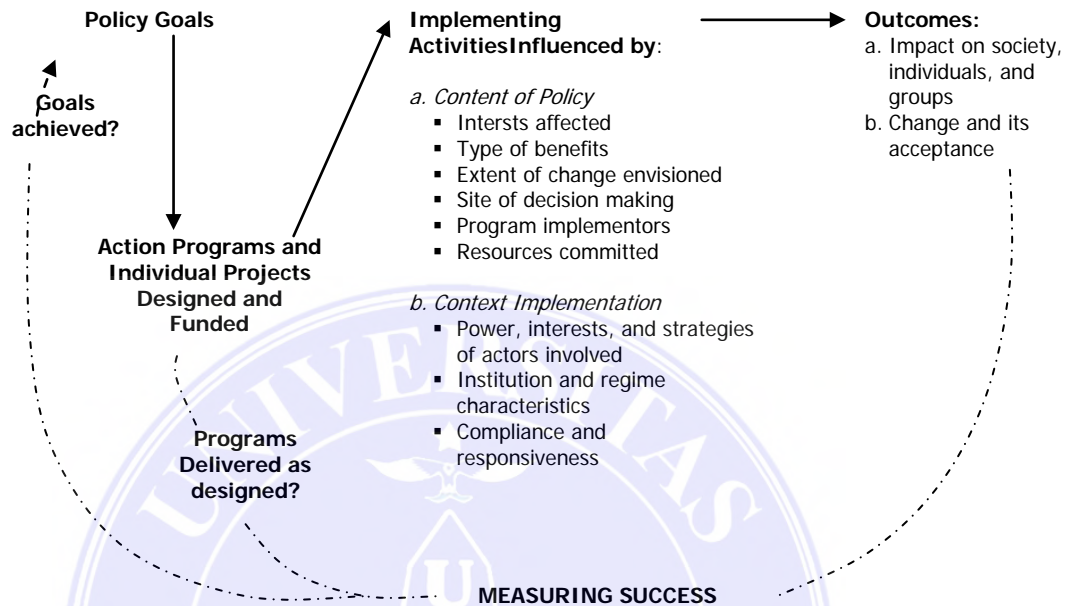 Policy Goals
Goals
achieved?
Action Programs and
Individual Projects
Designed and
Funded
Programs
Delivered as
designed?
Implementing
ActivitiesInfluenced by:
a. Content of Policy
▪ Intersts affected
▪ Type of benefits
▪ Extent of change envisioned
▪ Site of decision making
▪ Program implementors
▪ Resources committed
b. Context Implementation
▪ Power, interests, and strategies
of actors involved
▪ Institution and regime
characteristics
▪ Compliance and
responsiveness
Outcomes:
a. Impact on society,
individuals, and
groups
b. Change and its
acceptance
MEASURING SUCCESS
UNIVERSITAS
U